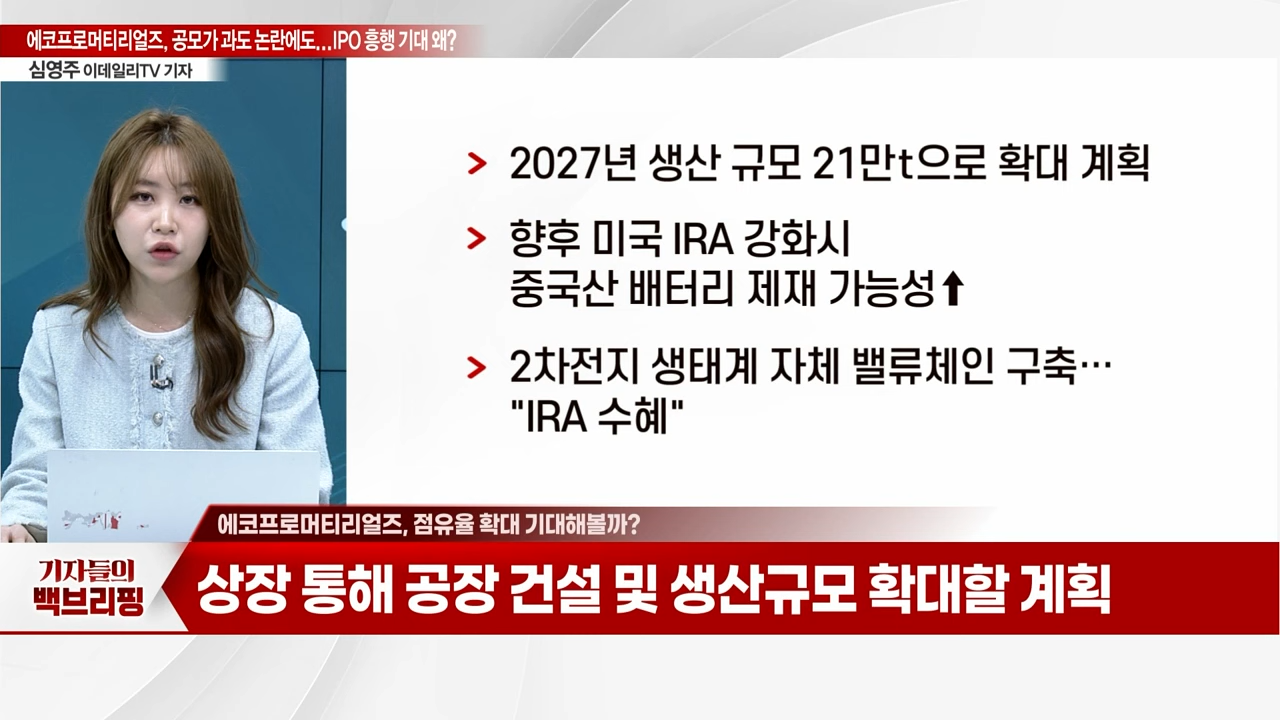 에코프로머티리얼즈, 공모가 과도 논란에도...IPO 흥행 기대 왜?
심영주 이데일리TV 기자
> 2027년 생산 규모 21만t으로 확대 계획
> 향후 미국 IRA 강화시
중국산 배터리 제재 가능성⬆
> 2차전지 생태계 자체 밸류체인 구축…
"IRA 수혜"
에코프로머티리얼즈, 점유율 확대 기대해볼까?
기자들의
백브리핑
상장 통해 공장 건설 및 생산규모 확대할 계획